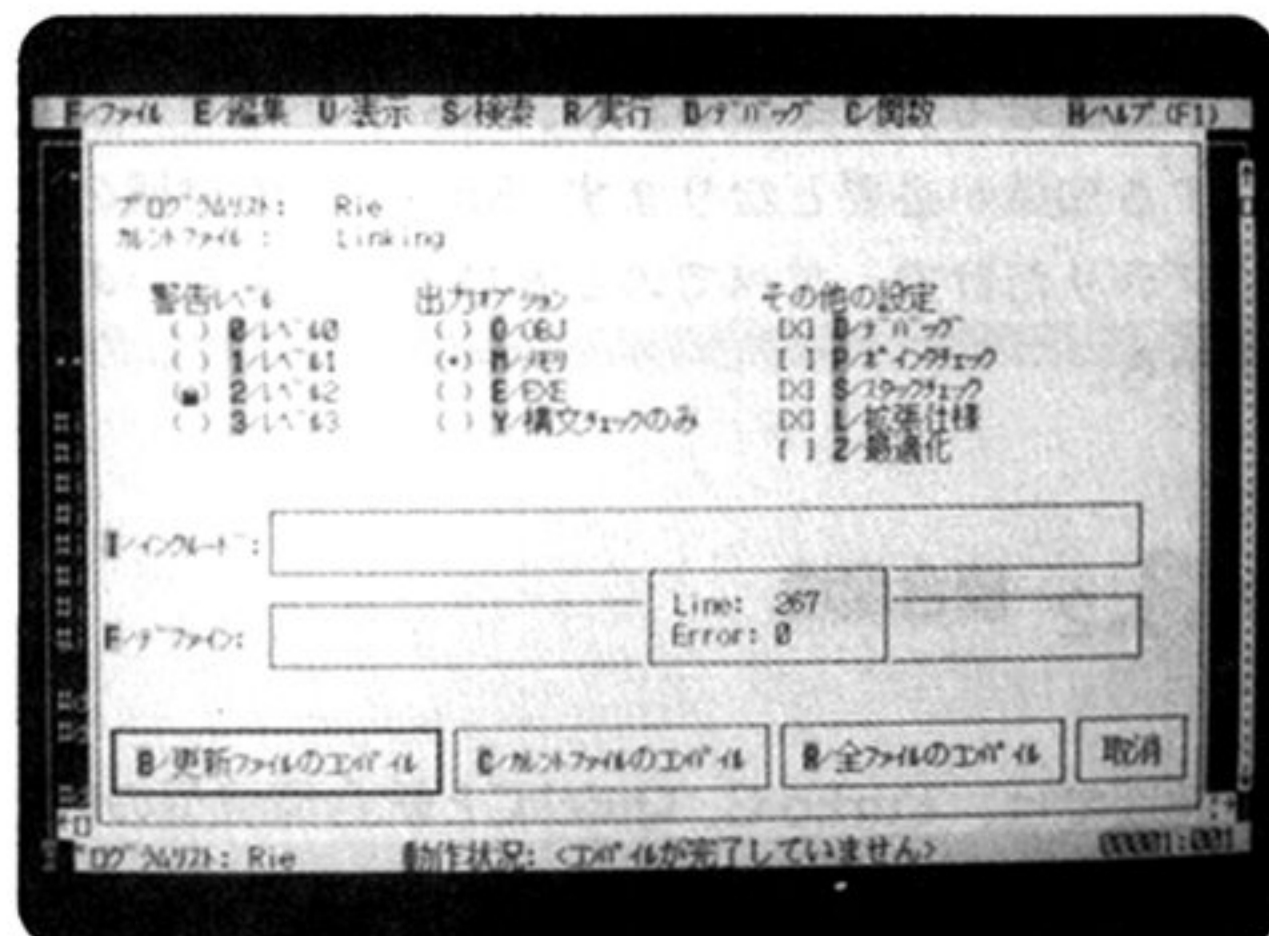 F/ファイル E/編集 U/表示 S/検索 R/実行 D/デバッグ C/関数 H/ヘルプ(F1)
プログラムリスト: Rie
カレントファイル : Linking
警告レベル 出力オプション その他の設定
( ) 0/レベル0 ( ) O/OBJ [X] D/デバッグ
( ) 1/レベル1 (•) M/メモリ [ ] P/ポインタチェック
( ) 2/レベル2 ( ) E/EXE [X] S/スタックチェック
( ) 3/レベル3 ( ) Y/構文チェックのみ [X] L/拡張仕様
[ ] Z/最適化
I/インクルード:
Line: 267
F/デファイン:
Error: 0
B/更新ファイルのコンパイル C/カレントファイルのコンパイル R/全ファイルのコンパイル 取消
プログラムリスト: Rie 動作状況: <コンパイルが完了していません> 00001:001